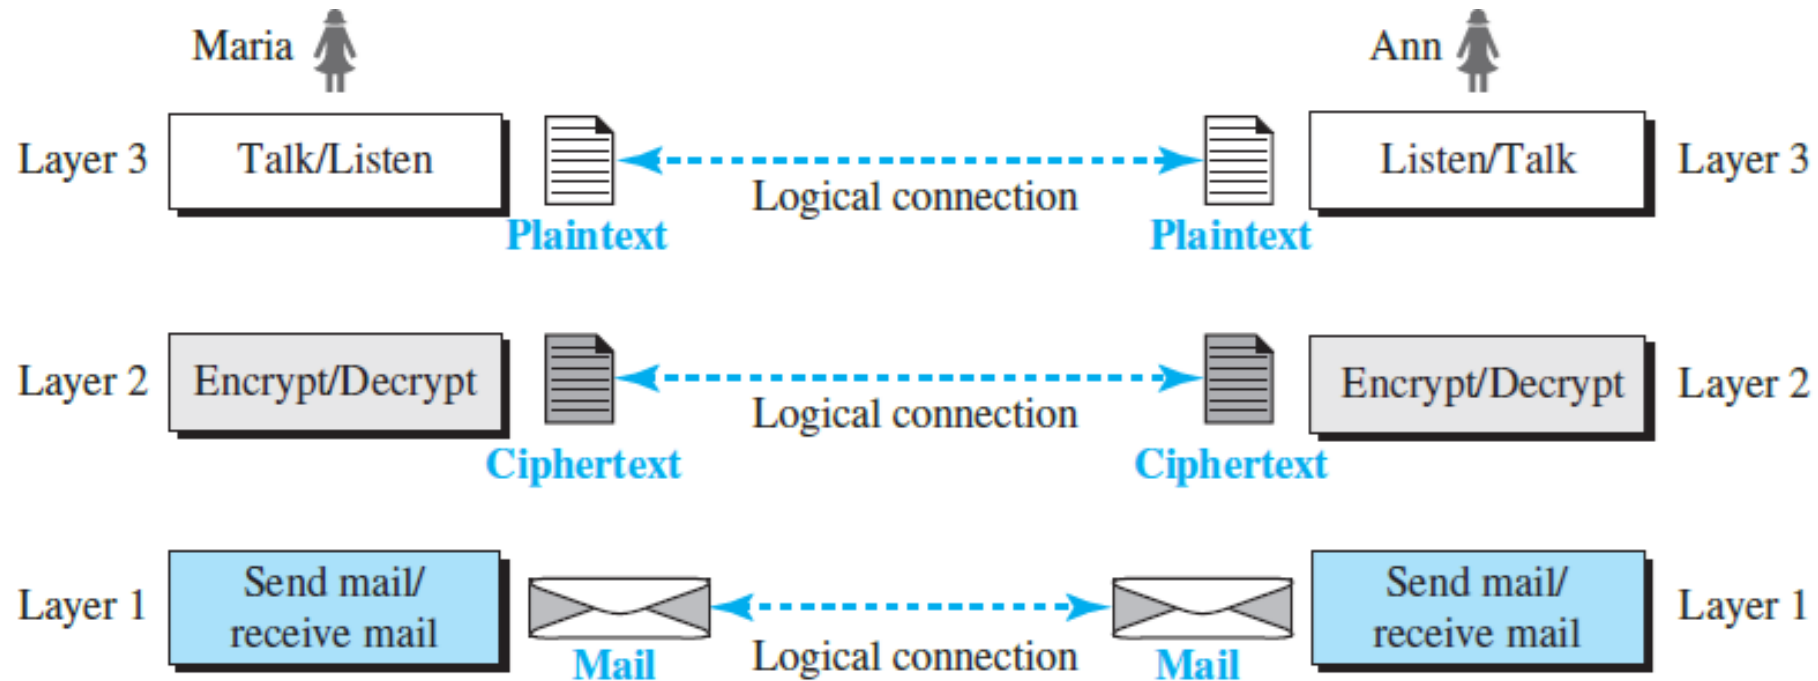 Maria
Ann
Layer 3
Talk/Listen
Listen/Talk
Layer 3
Logical connection
Plaintext
Plaintext
Layer 2
Encrypt/Decrypt
Encrypt/Decrypt
Layer 2
Logical connection
Ciphertext
Ciphertext
Layer 1
Send mail/
receive mail
Send mail/
receive mail
Layer 1
Mail
Logical connection
Mail